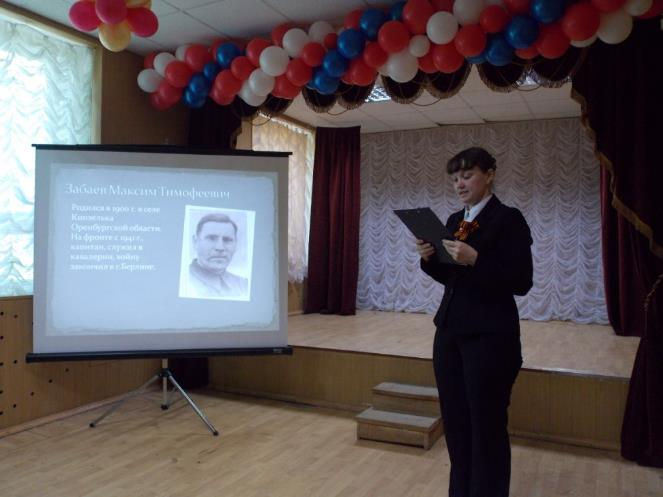 Забаев Максим Тимофеевич
Родился в 1900 г. в селе
Кинзелька
Оренбургской области.
На фронте с 1941 г.,
капитан, служил в
кавалерии, войну
закончил в г.Берлине.